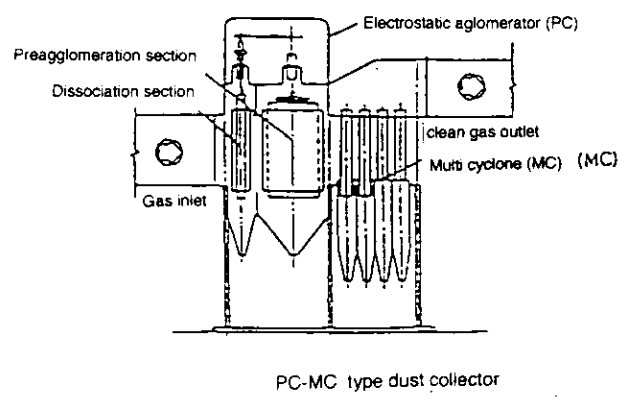 Electrostatic aglomerator (PC)
Preagglomeration section
Dissociation section
clean gas outlet
Multi cyclone (MC) (MC)
Gas inlet
PC-MC type dust collector